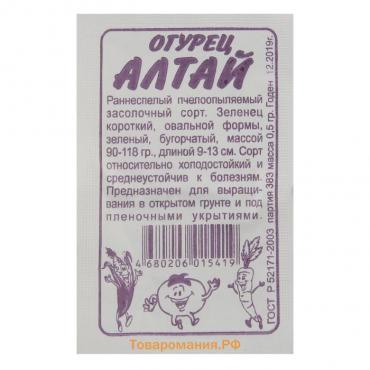 ОГУРЕЦ
АЛТАЙ
Раннеспелый пчелоопыляемый
засолочный сорт. Зеленец
короткий, овальной формы,
зеленый, бугорчатый, массой
90-118 гр., длиной 9-13 см. Сорт
относительно холодостойкий и
среднеустойчив к болезням.
Предназначен для выращи-
вания в открытом грунте и под
пленочными укрытиями.
4 680206 015419
ГОСТ Р 52171-2003 партия 383 масса 0,5 гр. Годен 12.2019г.
Товаромания.РФ